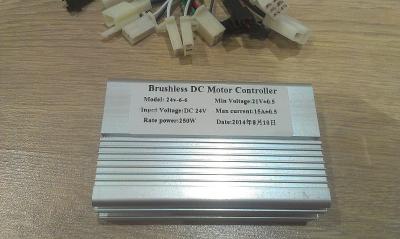 Brushless DC Motor Controller
Model: 24v-6-6 Min Voltage:21V±0.5
Input Voltage:DC 24V Max current:15A±0.5
Rate power:250W Date:2014年8月10日